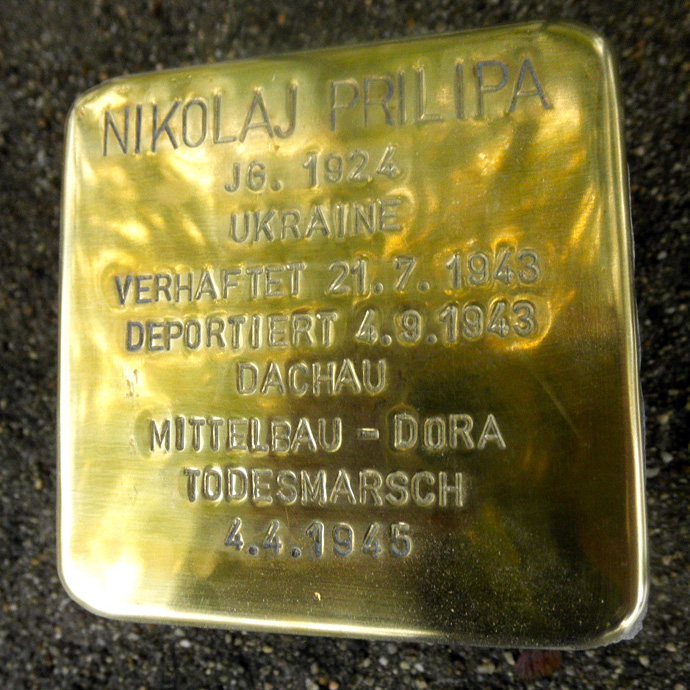 NIKOLAJ PRILIPA
JG. 1924
UKRAINE
VERHAFTET 21.7.1943
DEPORTIERT 4.9.1943
DACHAU
MITTELBAU - DORA
TODESMARSCH
4.4.1945